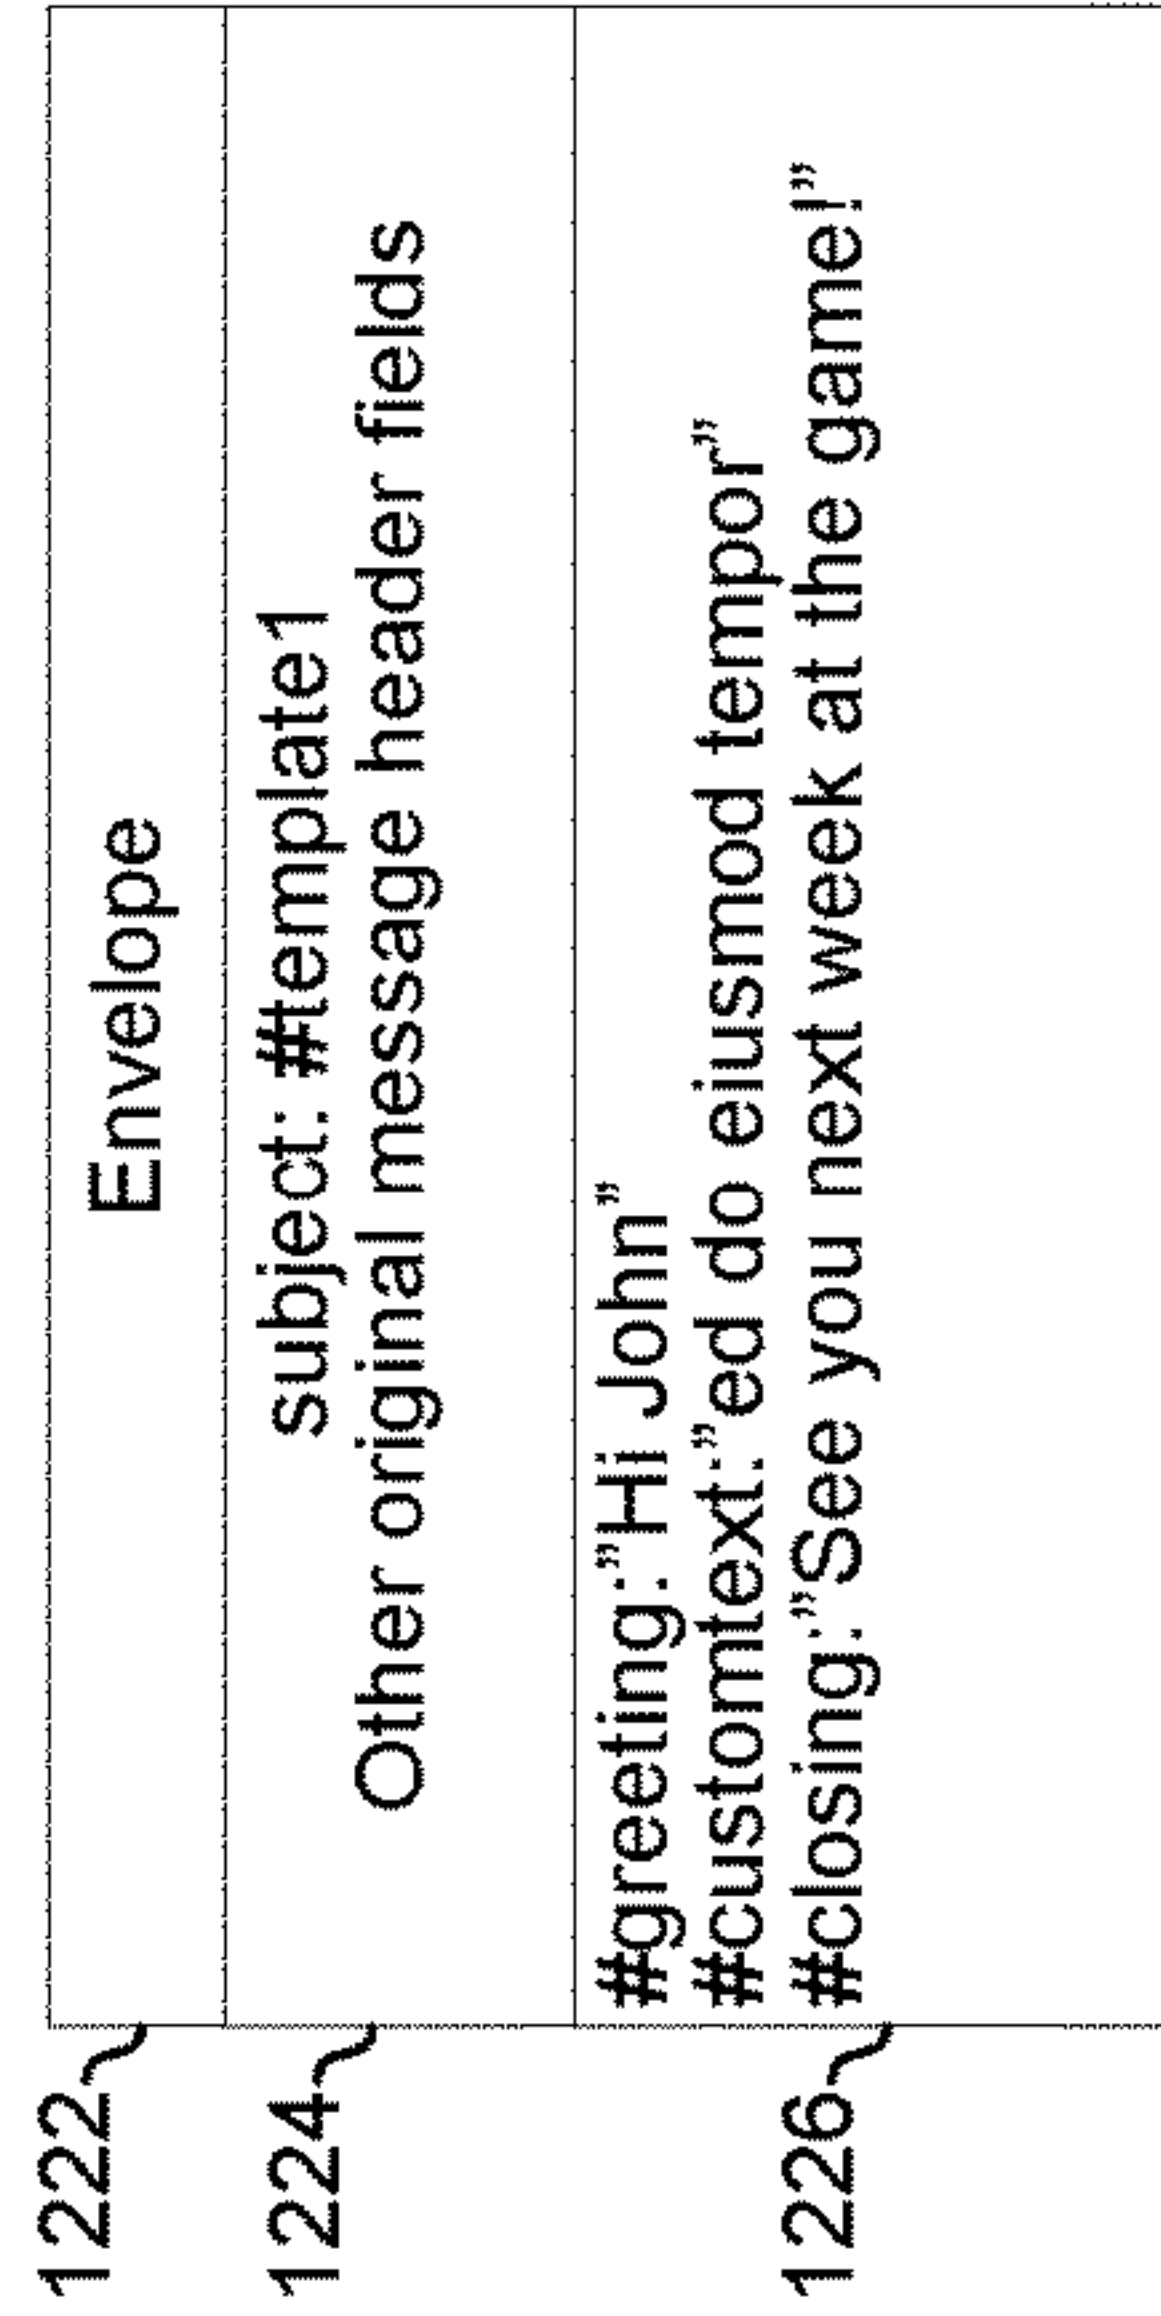 1222
Envelope
1224
subject: #template1
Other original message header fields
1226
#greeting:”Hi John”
#customtext:”ed do eiusmod tempor”
#closing:”See you next week at the game!”